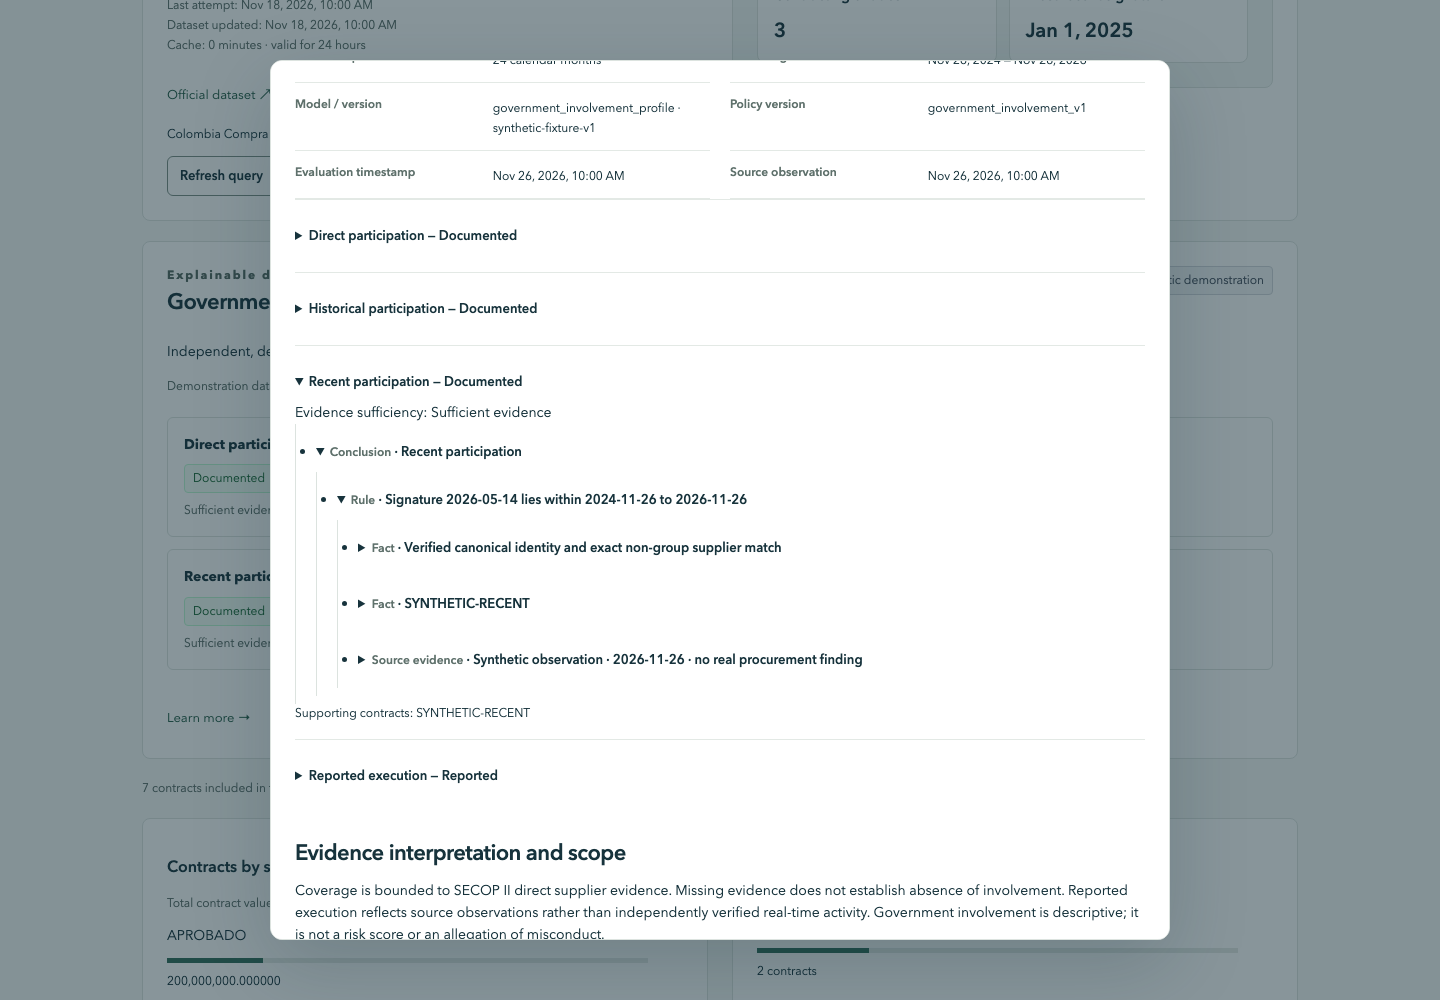 Last attempt: Nov 18, 2026, 10:00 AM
Dataset updated: Nov 18, 2026, 10:00 AM
Cache: 0 minutes · valid for 24 hours
Official dataset ↗
Colombia Compra
Refresh query
3
Jan 1, 2025
Explainable d
Governme
tic demonstration
Independent, de
Demonstration dat
Direct partici
Documented
Sufficient eviden
Recent partic
Documented
Sufficient eviden
Learn more →
7 contracts included in
Contracts by s
Total contract value
APROBADO
200,000,000.000000
2 contracts
24 calendar months
Nov 26, 2024 – Nov 26, 2026
Model / version
government_involvement_profile ·
synthetic-fixture-v1
Policy version
government_involvement_v1
Evaluation timestamp
Nov 26, 2026, 10:00 AM
Source observation
Nov 26, 2026, 10:00 AM
Direct participation — Documented
Historical participation — Documented
Recent participation — Documented
Evidence sufficiency: Sufficient evidence
Conclusion · Recent participation
Rule · Signature 2026-05-14 lies within 2024-11-26 to 2026-11-26
Fact · Verified canonical identity and exact non-group supplier match
Fact · SYNTHETIC-RECENT
Source evidence · Synthetic observation · 2026-11-26 · no real procurement finding
Supporting contracts: SYNTHETIC-RECENT
Reported execution — Reported
Evidence interpretation and scope
Coverage is bounded to SECOP II direct supplier evidence. Missing evidence does not establish absence of involvement. Reported
execution reflects source observations rather than independently verified real-time activity. Government involvement is descriptive; it
is not a risk score or an allegation of misconduct.